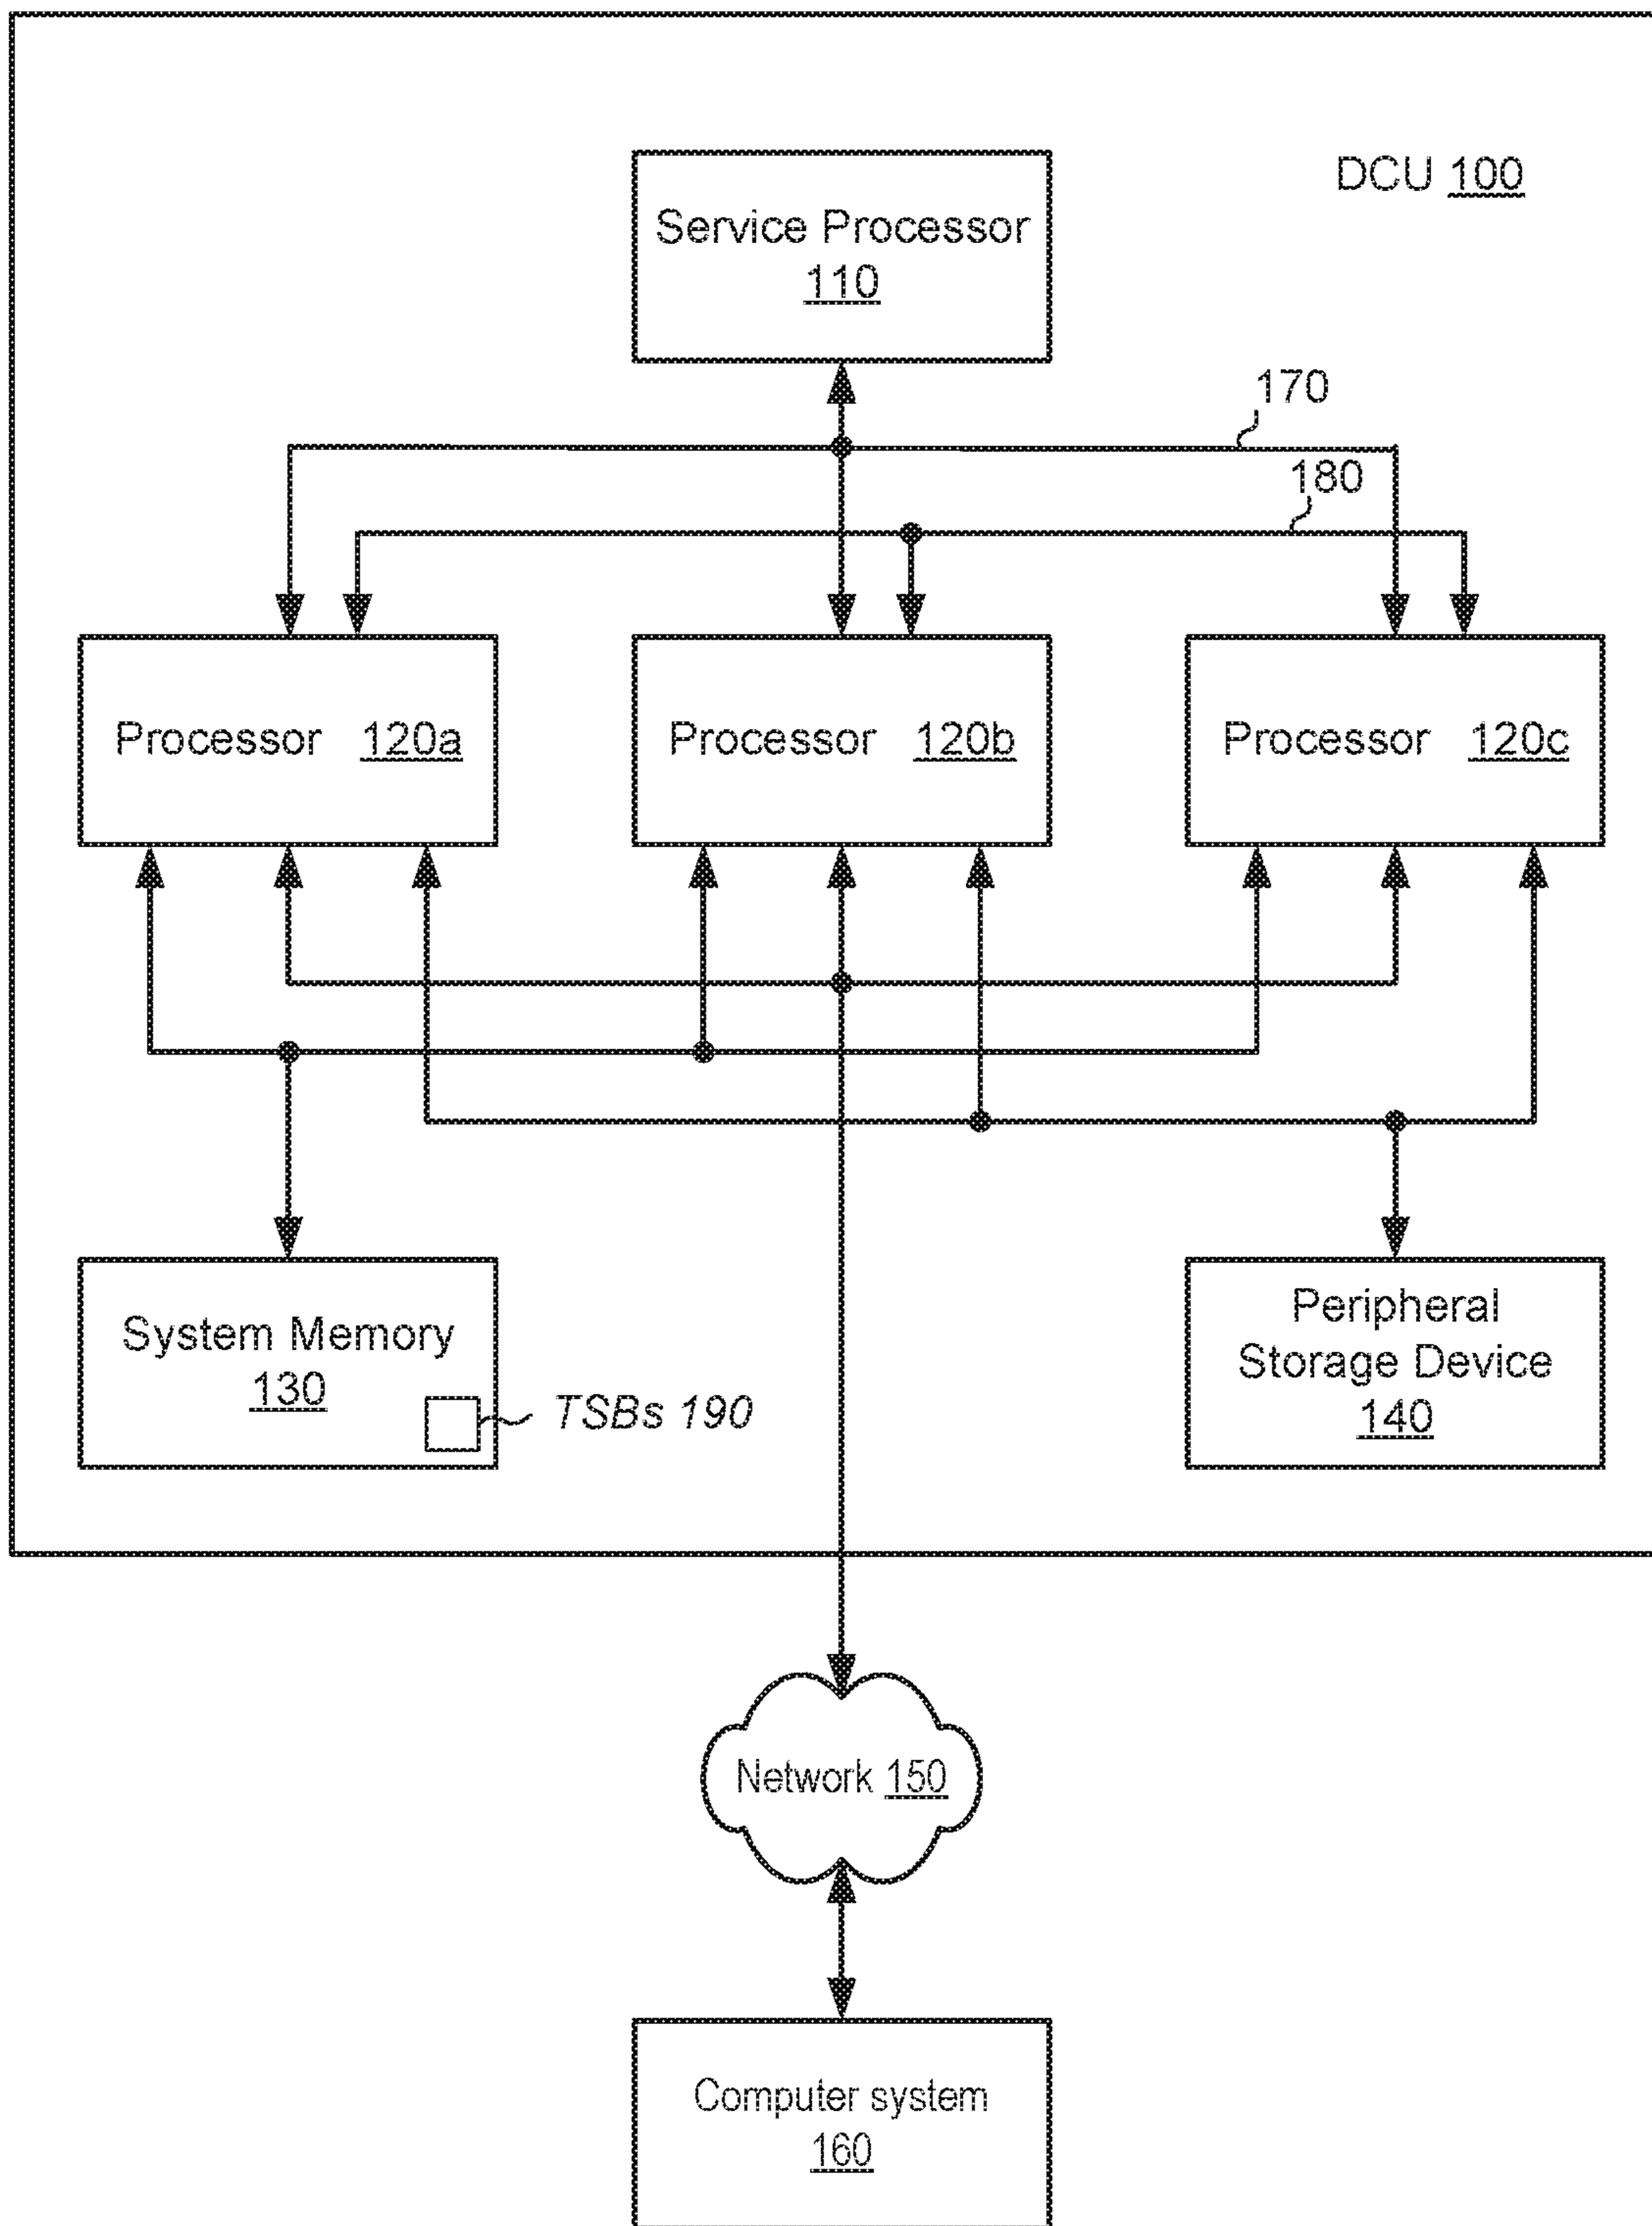 DCU 100
Service Processor
110
170
180
Processor 120a
Processor 120b
Processor 120c
System Memory
130
TSBs 190
Peripheral
Storage Device
140
Network 150
Computer system
160